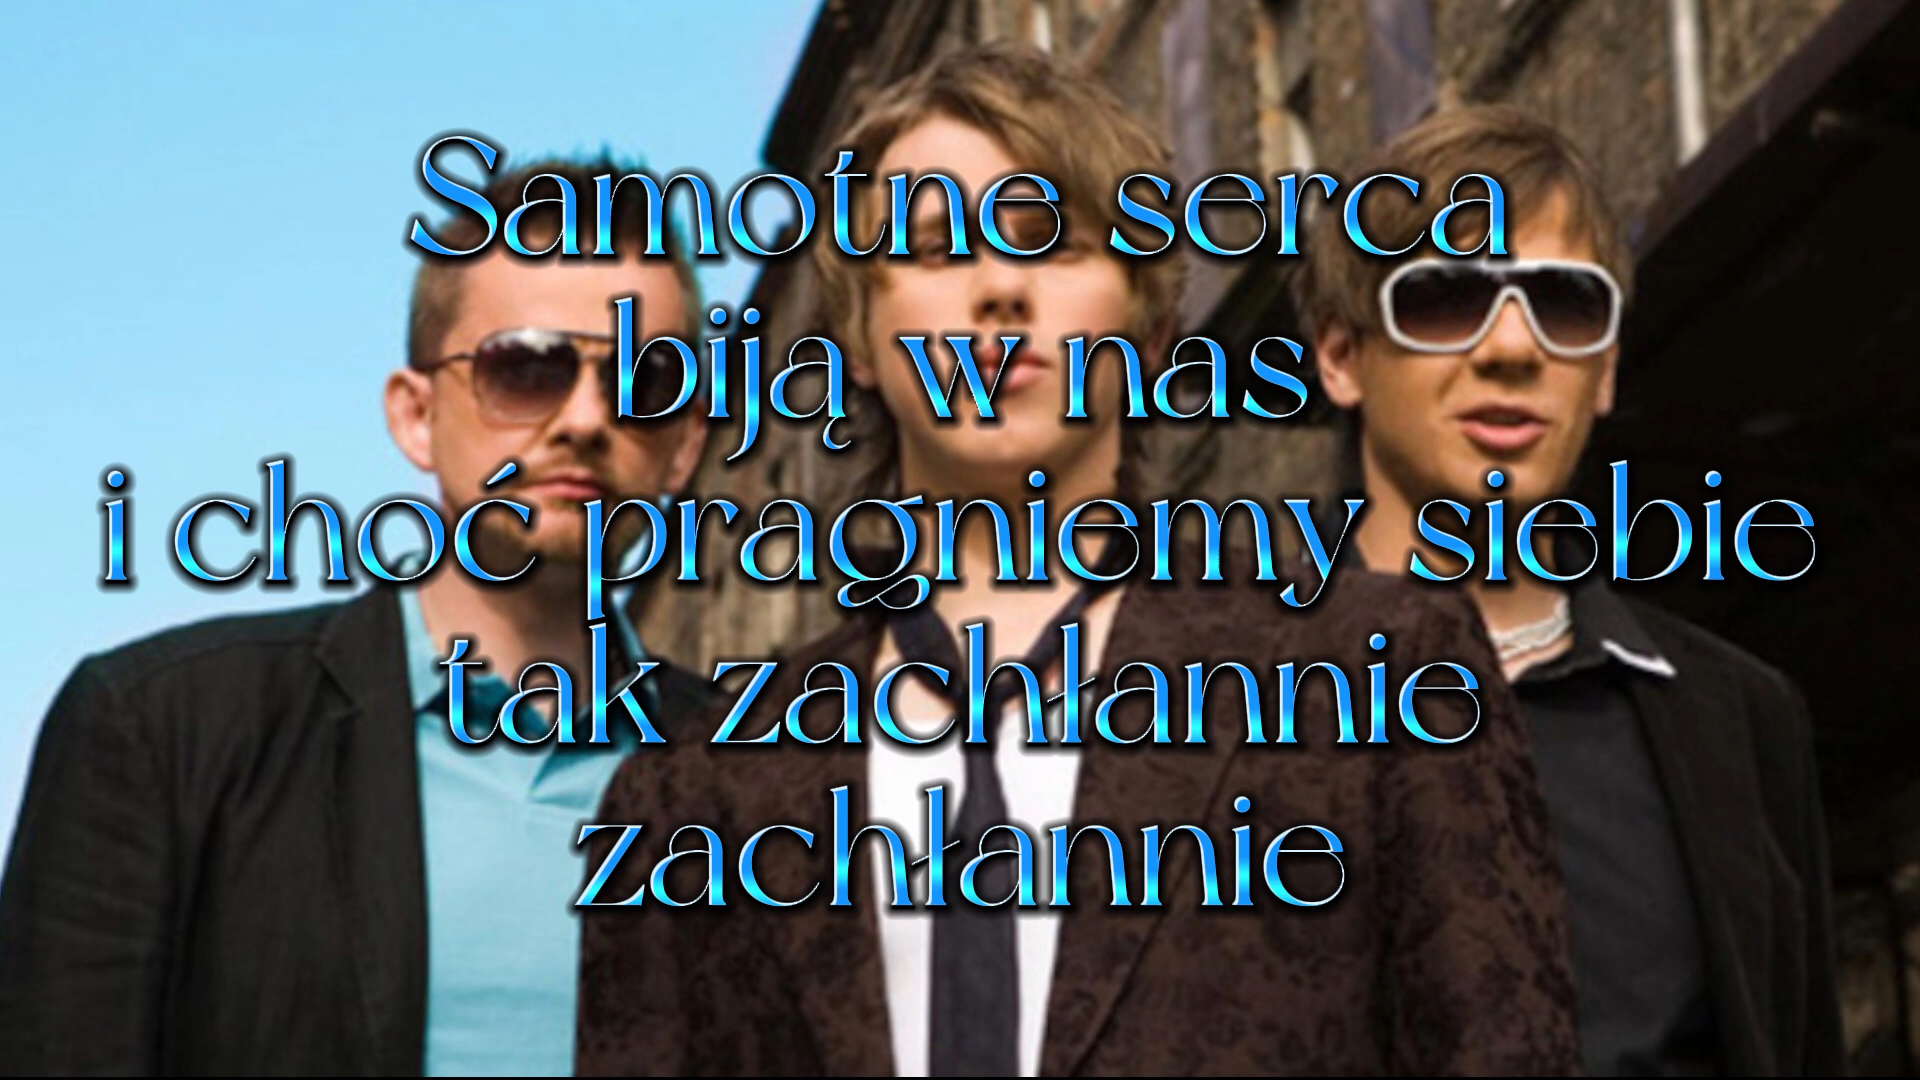 Samotne serca
biją w nas
i choć pragniemy siebie
tak zachłannie
zachłannie